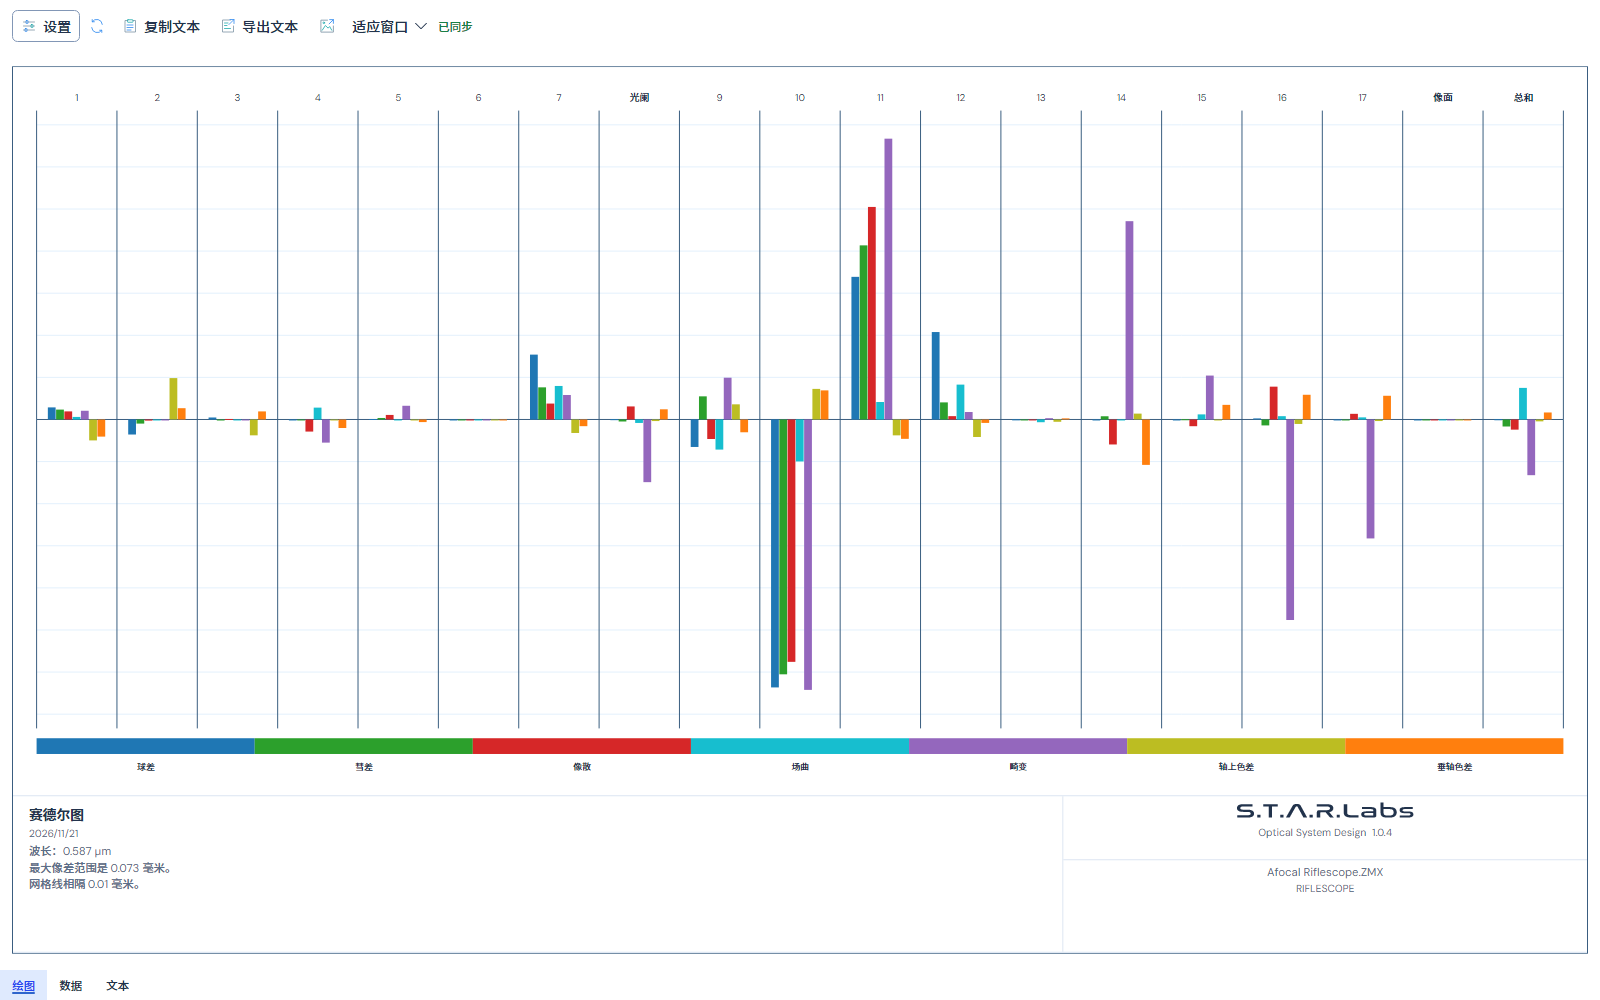 设置 复制文本 导出文本 适应窗口 已同步
1 2 3 4 5 6 7 光阑 9 10 11 12 13 14 15 16 17 像面 总和
球差 彗差 像散 场曲 畸变 轴上色差 垂轴色差
赛德尔图
2026/11/21
波长：0.587 µm
最大像差范围是 0.073 毫米。
网格线相隔 0.01 毫米。
S.T.A.R.Labs
Optical System Design 1.0.4
Afocal Riflescope.ZMX
RIFLESCOPE
绘图 数据 文本